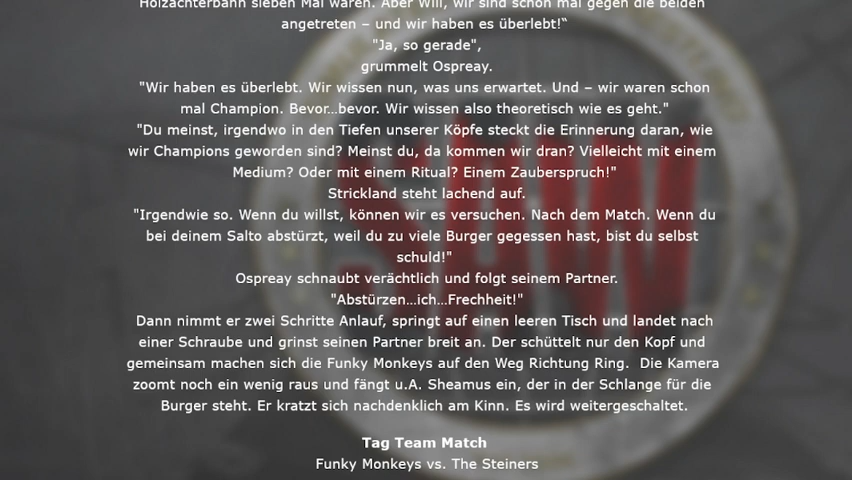 Holzachterbahn sieben Mal waren. Aber Will, wir sind schon mal gegen die beiden
angetreten – und wir haben es überlebt!“
"Ja, so gerade",
grummelt Ospreay.
"Wir haben es überlebt. Wir wissen nun, was uns erwartet. Und – wir waren schon
mal Champion. Bevor…bevor. Wir wissen also theoretisch wie es geht."
"Du meinst, irgendwo in den Tiefen unserer Köpfe steckt die Erinnerung daran, wie
wir Champions geworden sind? Meinst du, da kommen wir dran? Vielleicht mit einem
Medium? Oder mit einem Ritual? Einem Zauberspruch!"
Strickland steht lachend auf.
"Irgendwie so. Wenn du willst, können wir es versuchen. Nach dem Match. Wenn du
bei deinem Salto abstürzt, weil du zu viele Burger gegessen hast, bist du selbst
schuld!"
Ospreay schnaubt verächtlich und folgt seinem Partner.
"Abstürzen…ich…Frechheit!"
Dann nimmt er zwei Schritte Anlauf, springt auf einen leeren Tisch und landet nach
einer Schraube und grinst seinen Partner breit an. Der schüttelt nur den Kopf und
gemeinsam machen sich die Funky Monkeys auf den Weg Richtung Ring. Die Kamera
zoomt noch ein wenig raus und fängt u.A. Sheamus ein, der in der Schlange für die
Burger steht. Er kratzt sich nachdenklich am Kinn. Es wird weitergeschaltet.
Tag Team Match
Funky Monkeys vs. The Steiners